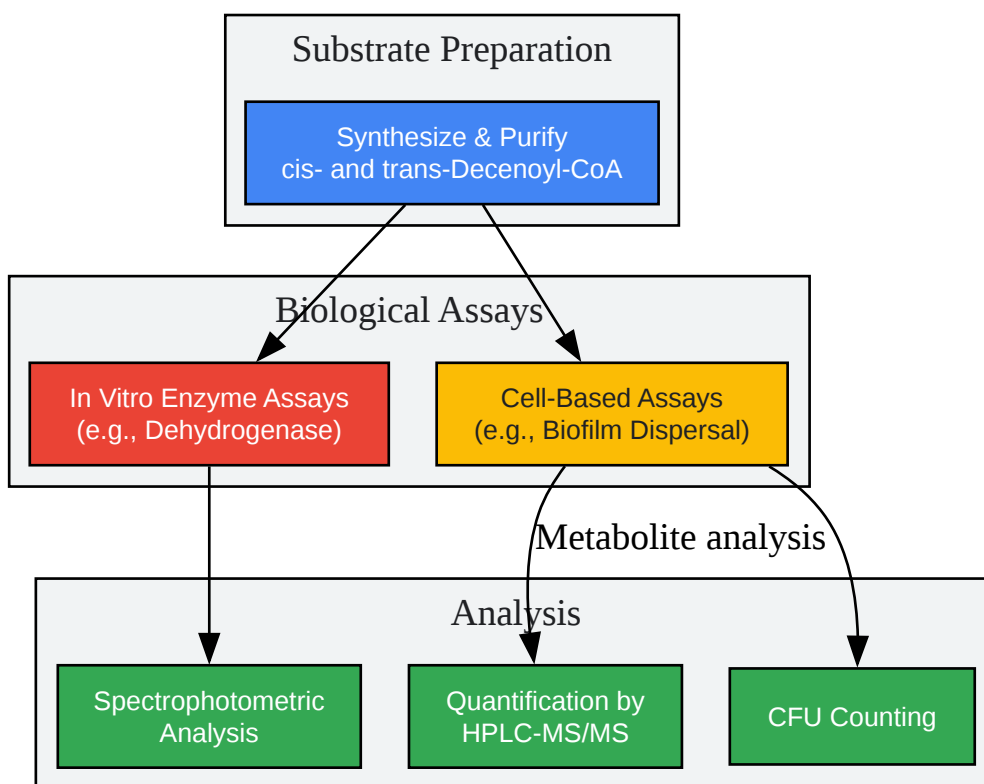 Substrate Preparation
Synthesize & Purify
cis- and trans-Decenoyl-CoA
Biological Assays
In Vitro Enzyme Assays
(e.g., Dehydrogenase)
Cell-Based Assays
(e.g., Biofilm Dispersal)
Metabolite analysis
Analysis
Spectrophotometric
Analysis
Quantification by
HPLC-MS/MS
CFU Counting